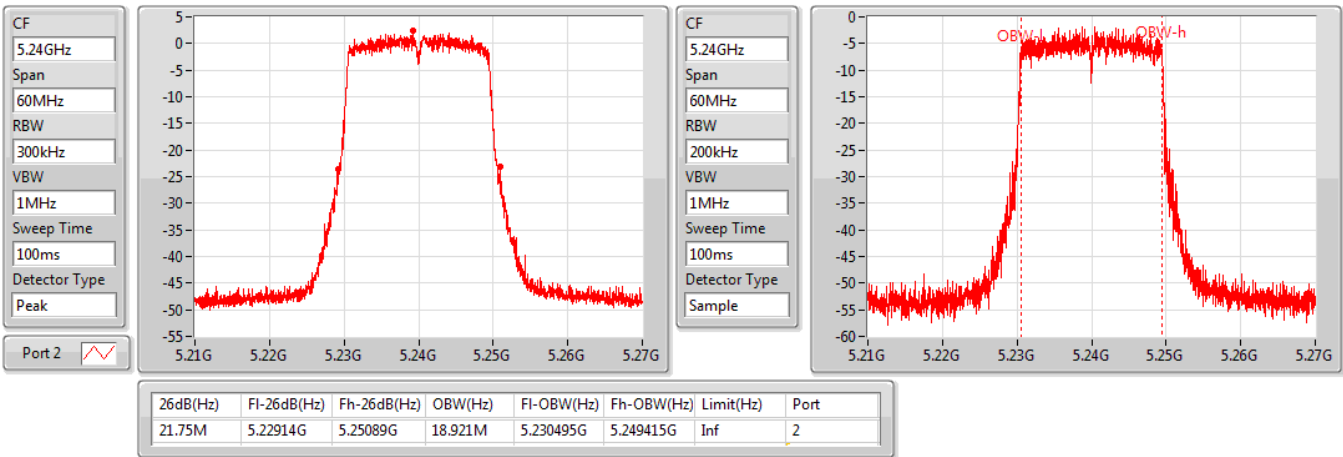 CF
5.24GHz
Span
60MHz
RBW
300kHz
VBW
1MHz
Sweep Time
100ms
Detector Type
Peak
Port 2
5
0
-5
-10
-15
-20
-25
-30
-35
-40
-45
-50
-55
5.21G 5.22G 5.23G 5.24G 5.25G 5.26G 5.27G
CF
5.24GHz
Span
60MHz
RBW
200kHz
VBW
1MHz
Sweep Time
100ms
Detector Type
Sample
0
-5
-10
-15
-20
-25
-30
-35
-40
-45
-50
-55
-60
OBW-h
5.21G 5.22G 5.23G 5.24G 5.25G 5.26G 5.27G
26dB(Hz) Fl-26dB(Hz) Fh-26dB(Hz) OBW(Hz) Fl-OBW(Hz) Fh-OBW(Hz) Limit(Hz) Port
21.75M 5.22914G 5.25089G 18.921M 5.230495G 5.249415G Inf 2